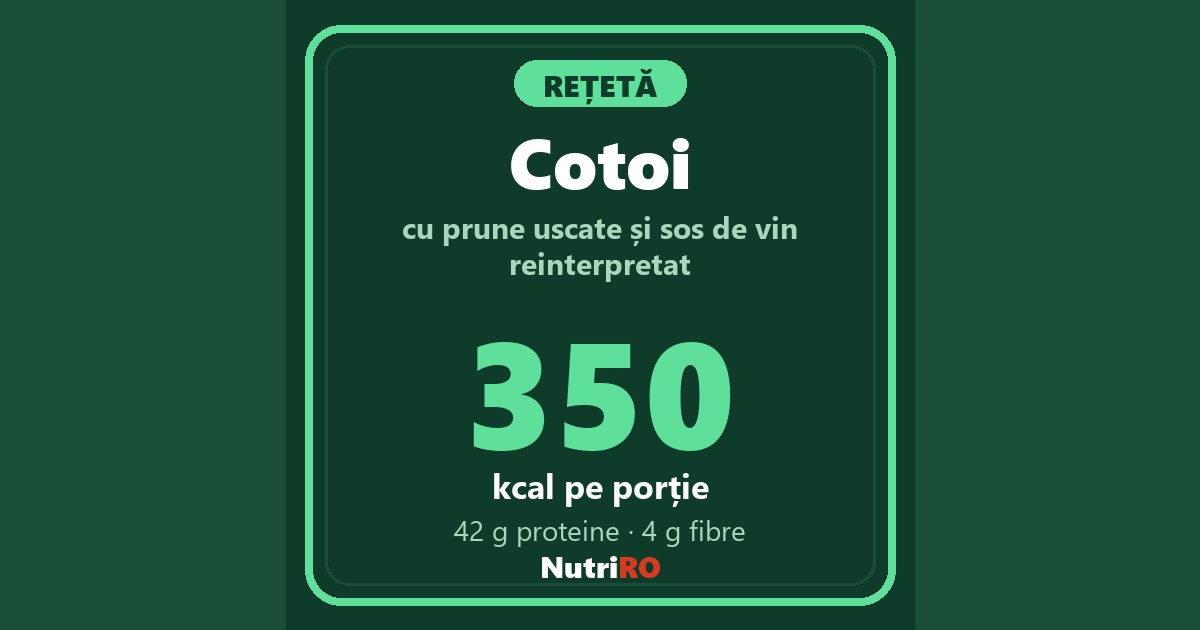 REȚETĂ
Cotoi
cu prune uscate și sos de vin
reinterpretat
350
kcal pe porție
42 g proteine · 4 g fibre
NutriRO